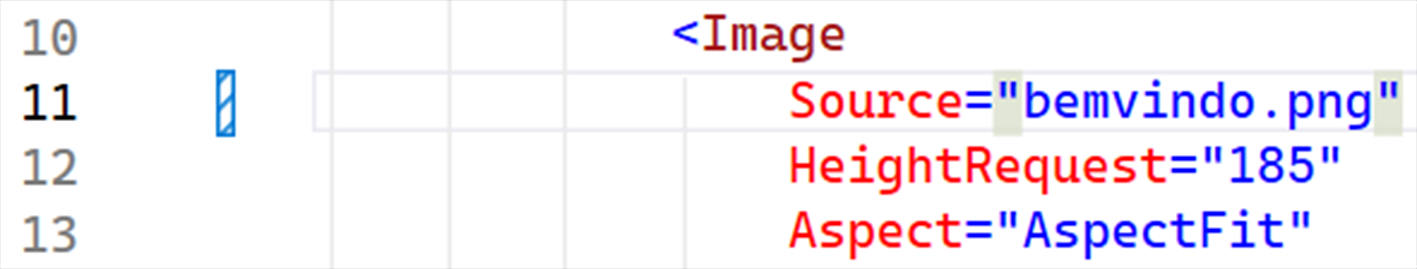 10 <Image
11 Source="bemvindo.png"
12 HeightRequest="185"
13 Aspect="AspectFit"